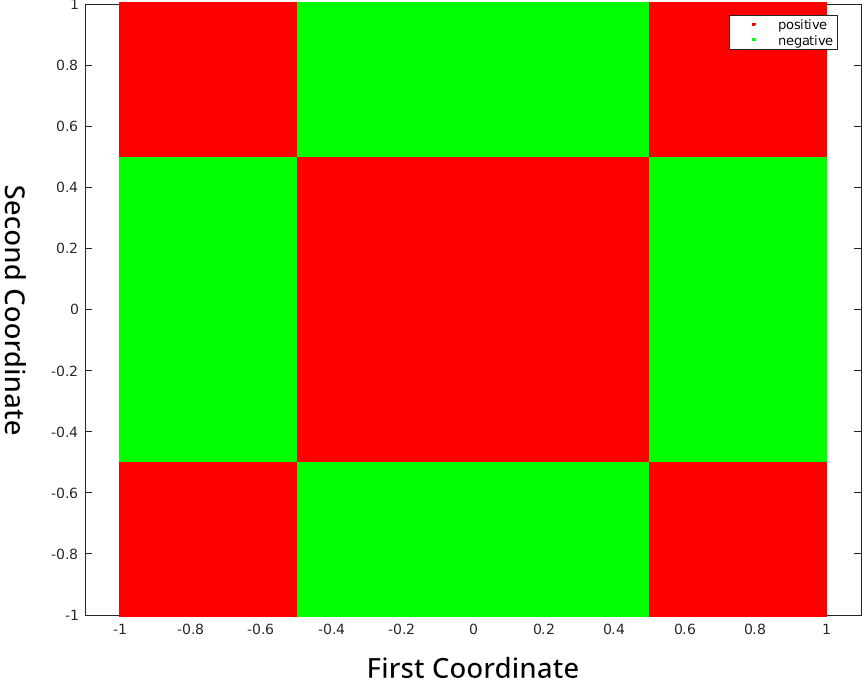 1
0.8
0.6
0.4
0.2
0
-0.2
-0.4
-0.6
-0.8
-1
Second Coordinate
positive
negative
-1 -0.8 -0.6 -0.4 -0.2 0 0.2 0.4 0.6 0.8 1
First Coordinate